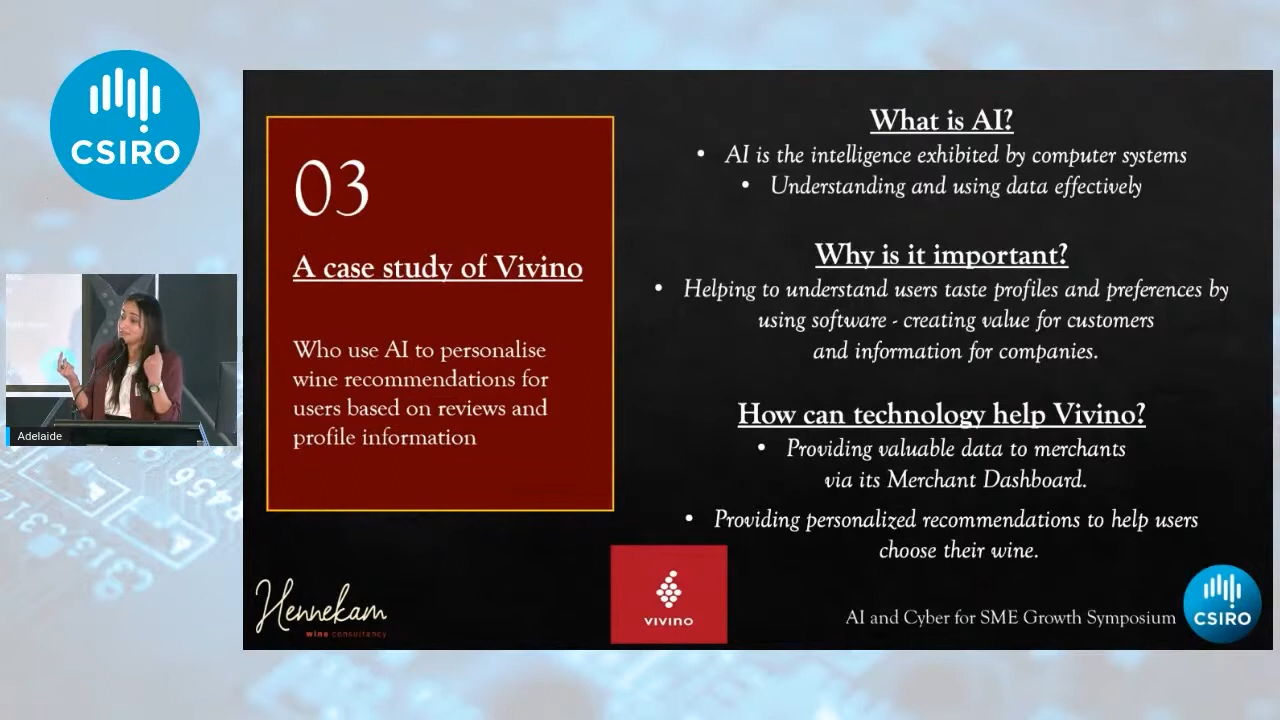 CSIRO
Adelaide
03
A case study of Vivino
Who use AI to personalise
wine recommendations for
users based on reviews and
profile information
What is AI?
• AI is the intelligence exhibited by computer systems
• Understanding and using data effectively
Why is it important?
• Helping to understand users taste profiles and preferences by
using software - creating value for customers
and information for companies.
How can technology help Vivino?
• Providing valuable data to merchants
via its Merchant Dashboard.
• Providing personalized recommendations to help users
choose their wine.
Hennekam
wine consultancy
VIVINO
AI and Cyber for SME Growth Symposium
CSIRO